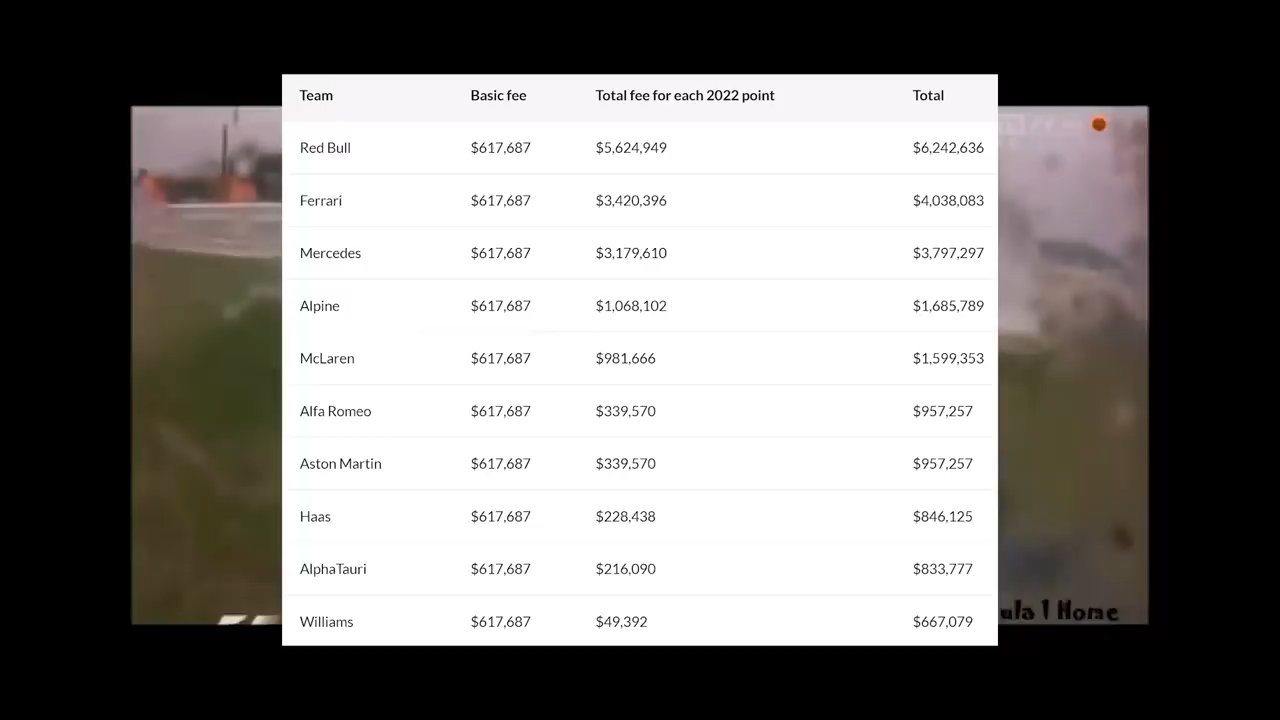 Team Basic fee Total fee for each 2022 point Total
Red Bull $617,687 $5,624,949 $6,242,636
Ferrari $617,687 $3,420,396 $4,038,083
Mercedes $617,687 $3,179,610 $3,797,297
Alpine $617,687 $1,068,102 $1,685,789
McLaren $617,687 $981,666 $1,599,353
Alfa Romeo $617,687 $339,570 $957,257
Aston Martin $617,687 $339,570 $957,257
Haas $617,687 $228,438 $846,125
AlphaTauri $617,687 $216,090 $833,777
Williams $617,687 $49,392 $667,079
ula 1 Home